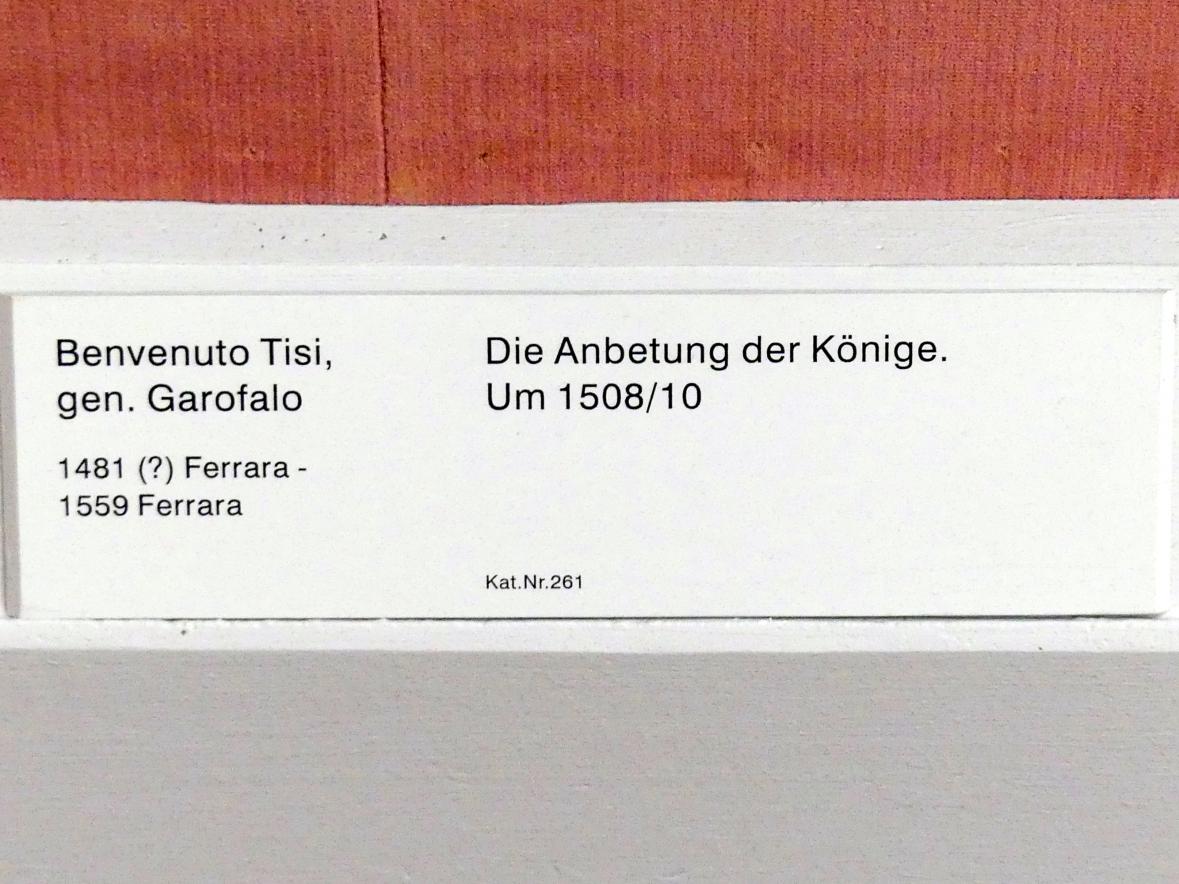 Benvenuto Tisi,
gen. Garofalo
1481 (?) Ferrara -
1559 Ferrara
Die Anbetung der Könige.
Um 1508/10
Kat.Nr.261